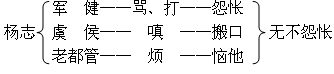 军　健——骂、打——怨怅
杨志 虞　侯——　嗔　——搬口 无不怨怅
老都管——　烦　——恼他